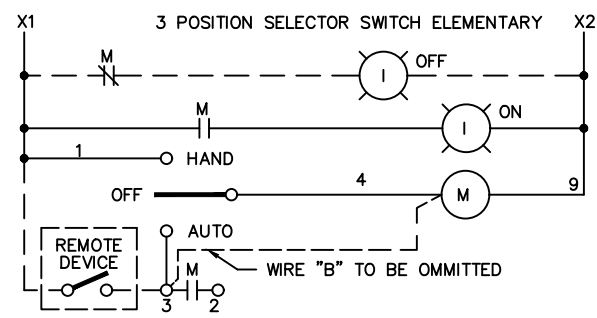 X1 3 POSITION SELECTOR SWITCH ELEMENTARY X2
M
I OFF
M
I ON
1 HAND
OFF 4 M 9
AUTO
REMOTE
DEVICE
M
WIRE "B" TO BE OMMITTED
3 2